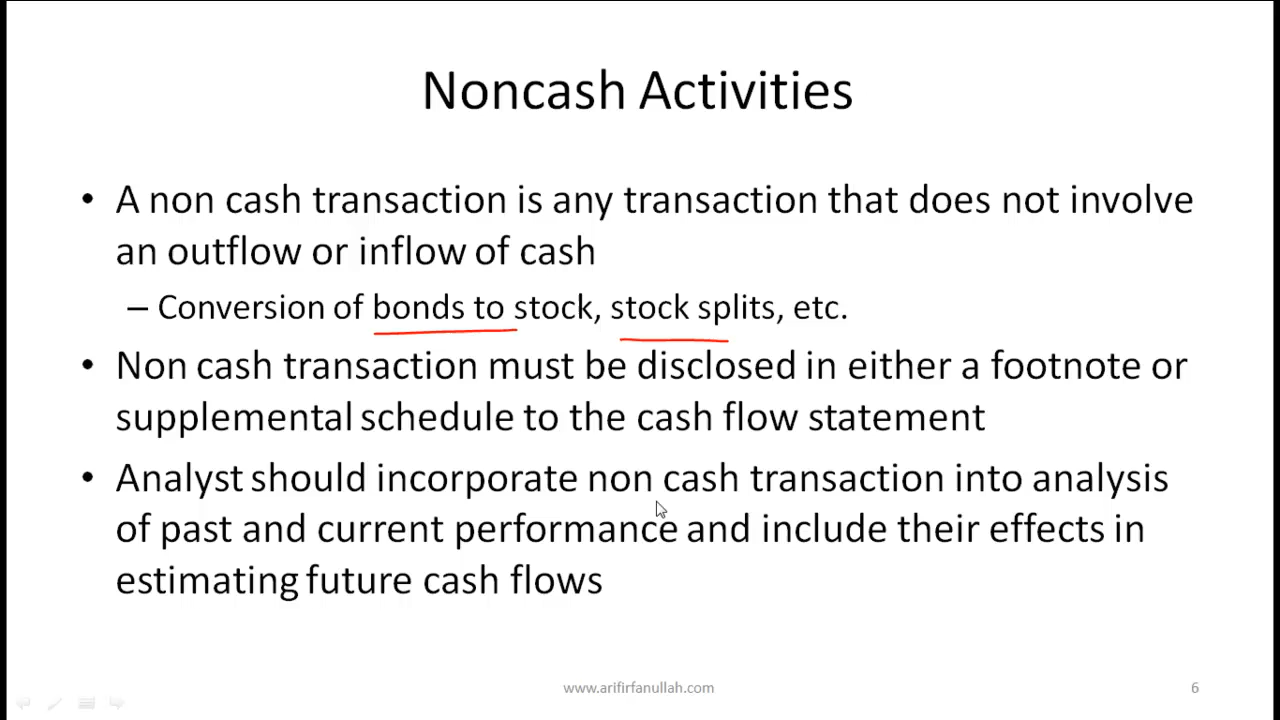 Noncash Activities
• A non cash transaction is any transaction that does not involve
an outflow or inflow of cash
– Conversion of bonds to stock, stock splits, etc.
• Non cash transaction must be disclosed in either a footnote or
supplemental schedule to the cash flow statement
• Analyst should incorporate non cash transaction into analysis
of past and current performance and include their effects in
estimating future cash flows
www.arifirfanullah.com
6